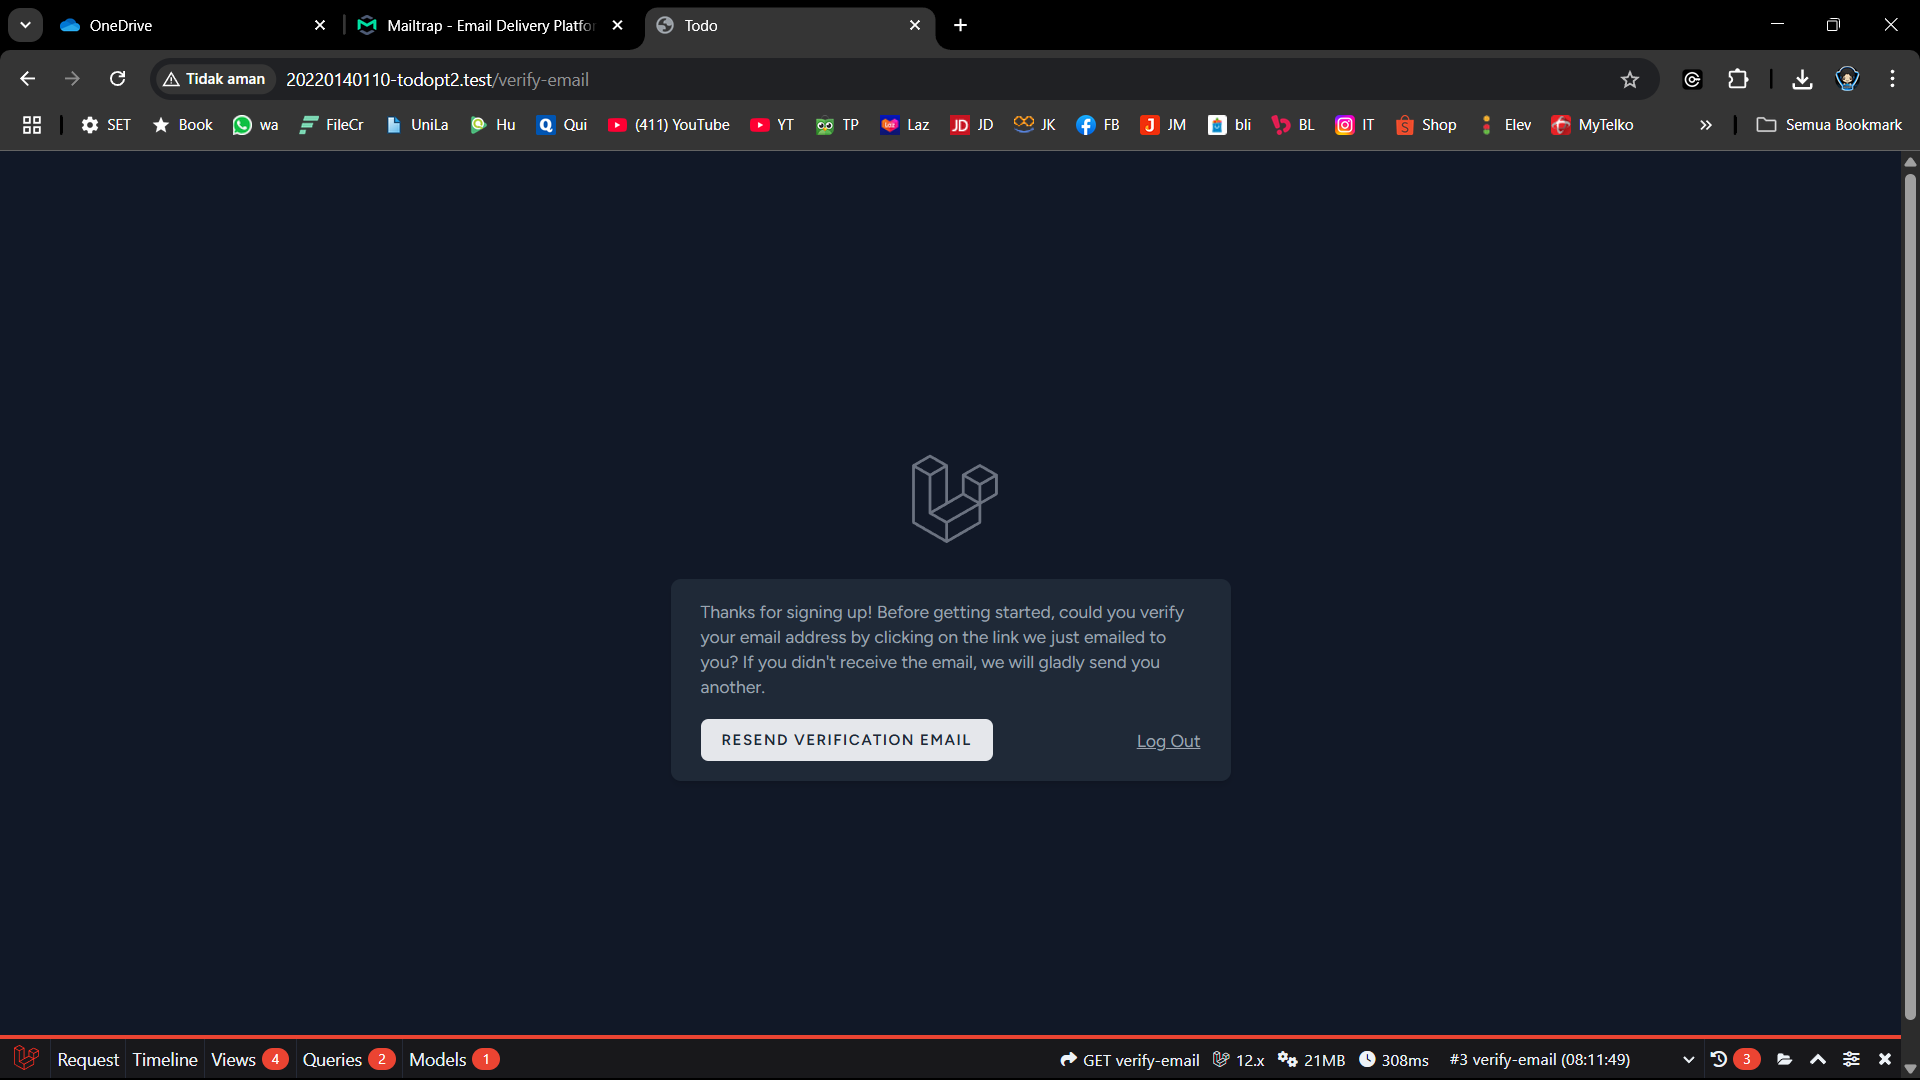 OneDrive
Mailtrap - Email Delivery Platfo
Todo
Tidak aman
20220140110-todopt2.test/verify-email
SET
Book
wa
FileCr
UniLa
Hu
Qui
(411) YouTube
YT
TP
Laz
JD
JK
FB
JM
bli
BL
IT
Shop
Elev
MyTelko
Semua Bookmark
Thanks for signing up! Before getting started, could you verify
your email address by clicking on the link we just emailed to
you? If you didn't receive the email, we will gladly send you
another.
RESEND VERIFICATION EMAIL
Log Out
Request
Timeline
Views 4
Queries 2
Models 1
GET verify-email
12.x
21MB
308ms
#3 verify-email (08:11:49)
3